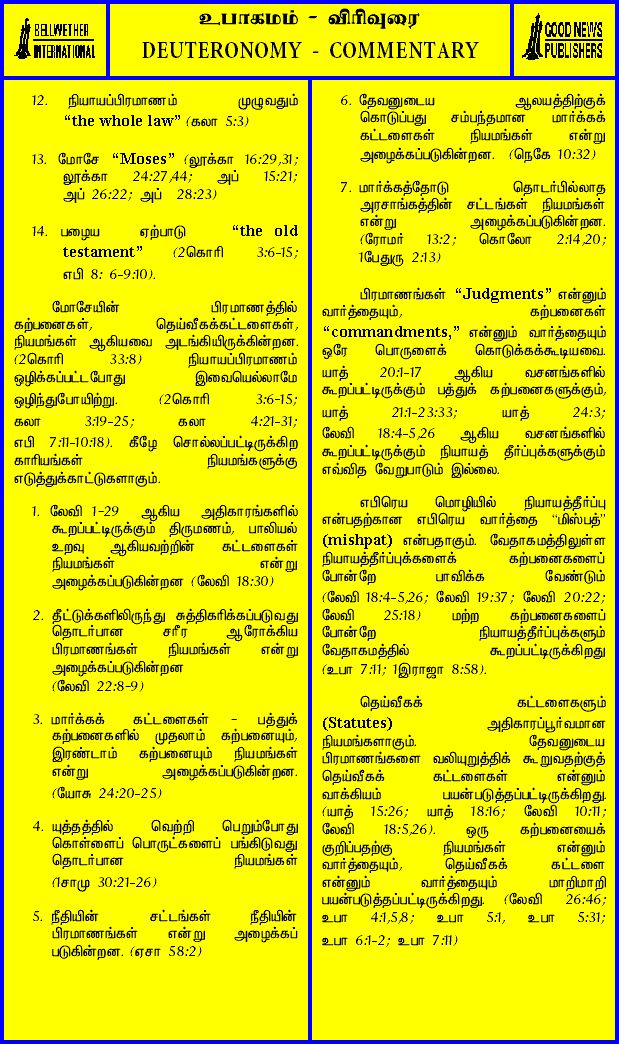 BELLWETHER
INTERNATIONAL
உபாகமம் - விரிவுரை
DEUTERONOMY - COMMENTARY
GOOD NEWS
PUBLISHERS
12. நியாயப்பிரமாணம் முழுவதும்
“the whole law” (கலா 5:3)
13. மோசே “Moses” (லூக்கா 16:29,31;
லூக்கா 24:27,44; அப் 15:21;
அப் 26:22; அப் 28:23)
14. பழைய ஏற்பாடு “the old
testament” (2கொரி 3:6-15;
எபி 8: 6-9:10).
மோசேயின் பிரமாணத்தில்
கற்பனைகள், தெய்வீகக்கட்டளைகள்,
நியமங்கள் ஆகியவை அடங்கியிருக்கின்றன.
(2கொரி 33:8) நியாயப்பிரமாணம்
ஒழிக்கப்பட்டபோது இவையெல்லாமே
ஒழிந்துபோயிற்று. (2கொரி 3:6-15;
கலா 3:19-25; கலா 4:21-31;
எபி 7:11-10:18). கீழே சொல்லப்பட்டிருக்கிற
காரியங்கள் நியமங்களுக்கு
எடுத்துக்காட்டுகளாகும்.
1. லேவி 1-29 ஆகிய அதிகாரங்களில்
கூறப்பட்டிருக்கும் திருமணம், பாலியல்
உறவு ஆகியவற்றின் கட்டளைகள்
நியமங்கள் என்று
அழைக்கப்படுகின்றன (லேவி 18:30)
2. தீட்டுக்களிலிருந்து சுத்திகரிக்கப்படுவது
தொடர்பான சரீர ஆரோக்கிய
பிரமாணங்கள் நியமங்கள் என்று
அழைக்கப்படுகின்றன
(லேவி 22:8-9)
3. மார்க்கக் கட்டளைகள் - பத்துக்
கற்பனைகளில் முதலாம் கற்பனையும்,
இரண்டாம் கற்பனையும் நியமங்கள்
என்று அழைக்கப்படுகின்றன.
(யோசு 24:20-25)
4. யுத்தத்தில் வெற்றி பெறும்போது
கொள்ளைப் பொருட்களைப் பங்கிடுவது
தொடர்பான நியமங்கள்
(1சாமு 30:21-26)
5. நீதியின் சட்டங்கள் நீதியின்
பிரமாணங்கள் என்று அழைக்கப்
படுகின்றன. (ஏசா 58:2)
6. தேவனுடைய ஆலயத்திற்குக்
கொடுப்பது சம்பந்தமான மார்க்கக்
கட்டளைகள் நியமங்கள் என்று
அழைக்கப்படுகின்றன. (நெகே 10:32)
7. மார்க்கத்தோடு தொடர்பில்லாத
அரசாங்கத்தின் சட்டங்கள் நியமங்கள்
என்று அழைக்கப்படுகின்றன.
(ரோமர் 13:2; கொலோ 2:14,20;
1பேதுரு 2:13)
பிரமாணங்கள் “Judgments” என்னும்
வார்த்தையும், கற்பனைகள்
“commandments,” என்னும் வார்த்தையும்
ஒரே பொருளைக் கொடுக்கக்கூடியவை.
யாத் 20:1-17 ஆகிய வசனங்களில்
கூறப்பட்டிருக்கும் பத்துக் கற்பனைகளுக்கும்,
யாத் 21:1-23:33; யாத் 24:3;
லேவி 18:4-5,26 ஆகிய வசனங்களில்
கூறப்பட்டிருக்கும் நியாயத் தீர்ப்புக்களுக்கும்
எவ்வித வேறுபாடும் இல்லை.
எபிரெய மொழியில் நியாயத்தீர்ப்பு
என்பதற்கான எபிரெய வார்த்தை “மிஸ்பத்”
(mishpat) என்பதாகும். வேதாகமத்திலுள்ள
நியாயத்தீர்ப்புக்களைக் கற்பனைகளைப்
போன்றே பாவிக்க வேண்டும்
(லேவி 18:4-5,26; லேவி 19:37; லேவி 20:22;
லேவி 25:18) மற்ற கற்பனைகளைப்
போன்றே நியாயத்தீர்ப்புக்களும்
வேதாகமத்தில் கூறப்பட்டிருக்கிறது
(உபா 7:11; 1இராஜா 8:58).
தெய்வீகக் கட்டளைகளும்
(Statutes) அதிகாரப்பூர்வமான
நியமங்களாகும். தேவனுடைய
பிரமாணங்களை வலியுறுத்திக் கூறுவதற்குத்
தெய்வீகக் கட்டளைகள் என்னும்
வாக்கியம் பயன்படுத்தப்பட்டிருக்கிறது.
(யாத் 15:26; யாத் 18:16; லேவி 10:11;
லேவி 18:5,26). ஒரு கற்பனையைக்
குறிப்பதற்கு நியமங்கள் என்னும்
வார்த்தையும், தெய்வீகக் கட்டளை
என்னும் வார்த்தையும் மாறிமாறி
பயன்படுத்தப்பட்டிருக்கிறது. (லேவி 26:46;
உபா 4:1,5,8; உபா 5:1, உபா 5:31;
உபா 6:1-2; உபா 7:11)